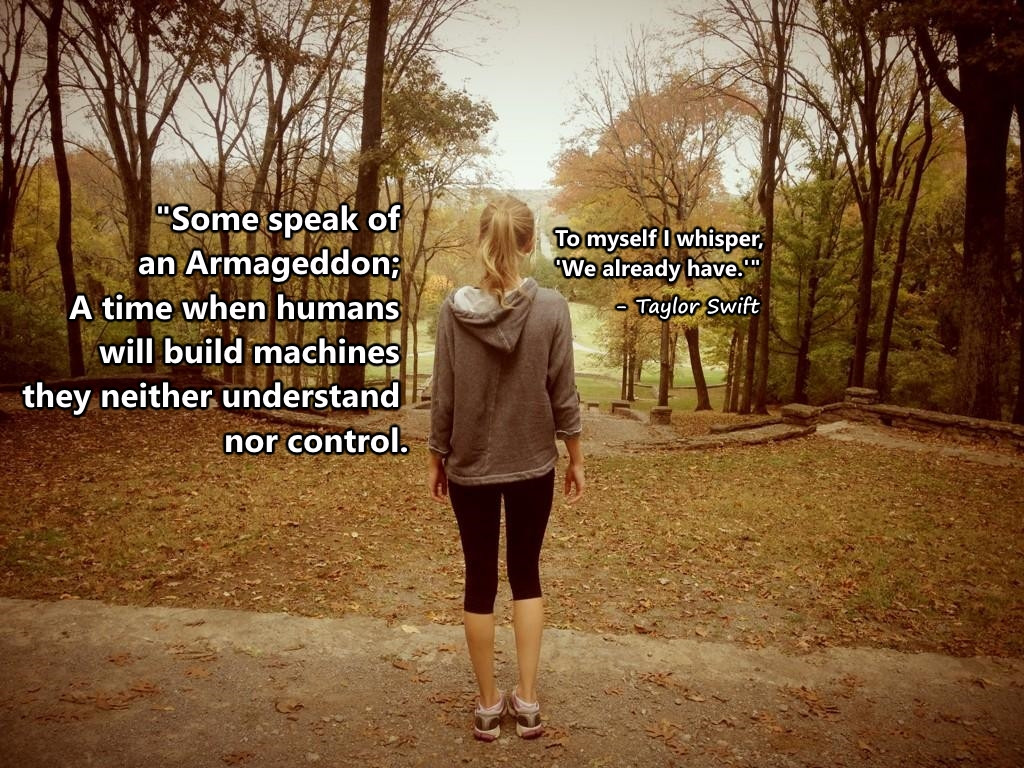 "Some speak of
an Armageddon;
A time when humans
will build machines
they neither understand
nor control.
To myself I whisper,
'We already have.'"
- Taylor Swift